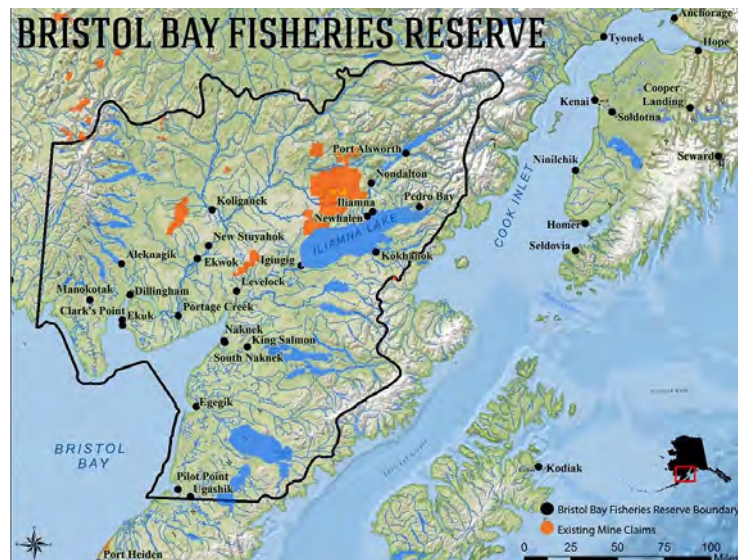 BRISTOL BAY FISHERIES RESERVE
Anchorage
Tyonek
Hope
Kenai
Cooper
Landing
Soldotna
Port Alsworth
Ninilchik
Seward
Nondalton
COOK INLET
Koliganek
Iliamna
Pedro Bay
Newhalen
ILIAMNA LAKE
Homer
New Stuyahok
Seldovia
Aleknagik
Ekwok
Igiugig
Kokhanok
Manokotak
Dillingham
Levelock
Clark's Point
Ekuk
Portage Creek
Naknek
King Salmon
South Naknek
Egegik
BRISTOL
BAY
Kodiak
Pilot Point
Ugashik
Bristol Bay Fisheries Reserve Boundary
Existing Mine Claims
Port Heiden
0 25 50 100
Miles